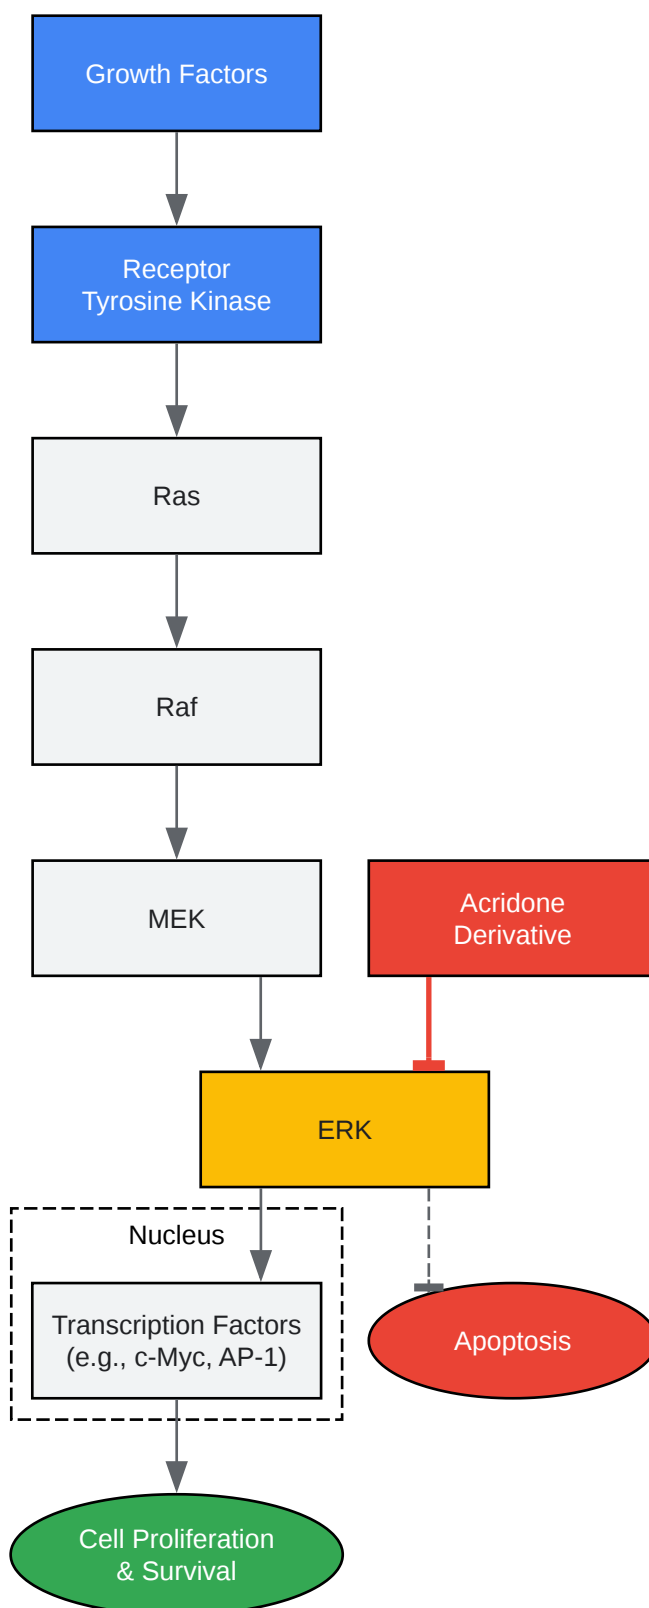 Growth Factors
Receptor
Tyrosine Kinase
Ras
Raf
MEK
Acridone
Derivative
ERK
Nucleus
Transcription Factors
(e.g., c-Myc, AP-1)
Apoptosis
Cell Proliferation
& Survival